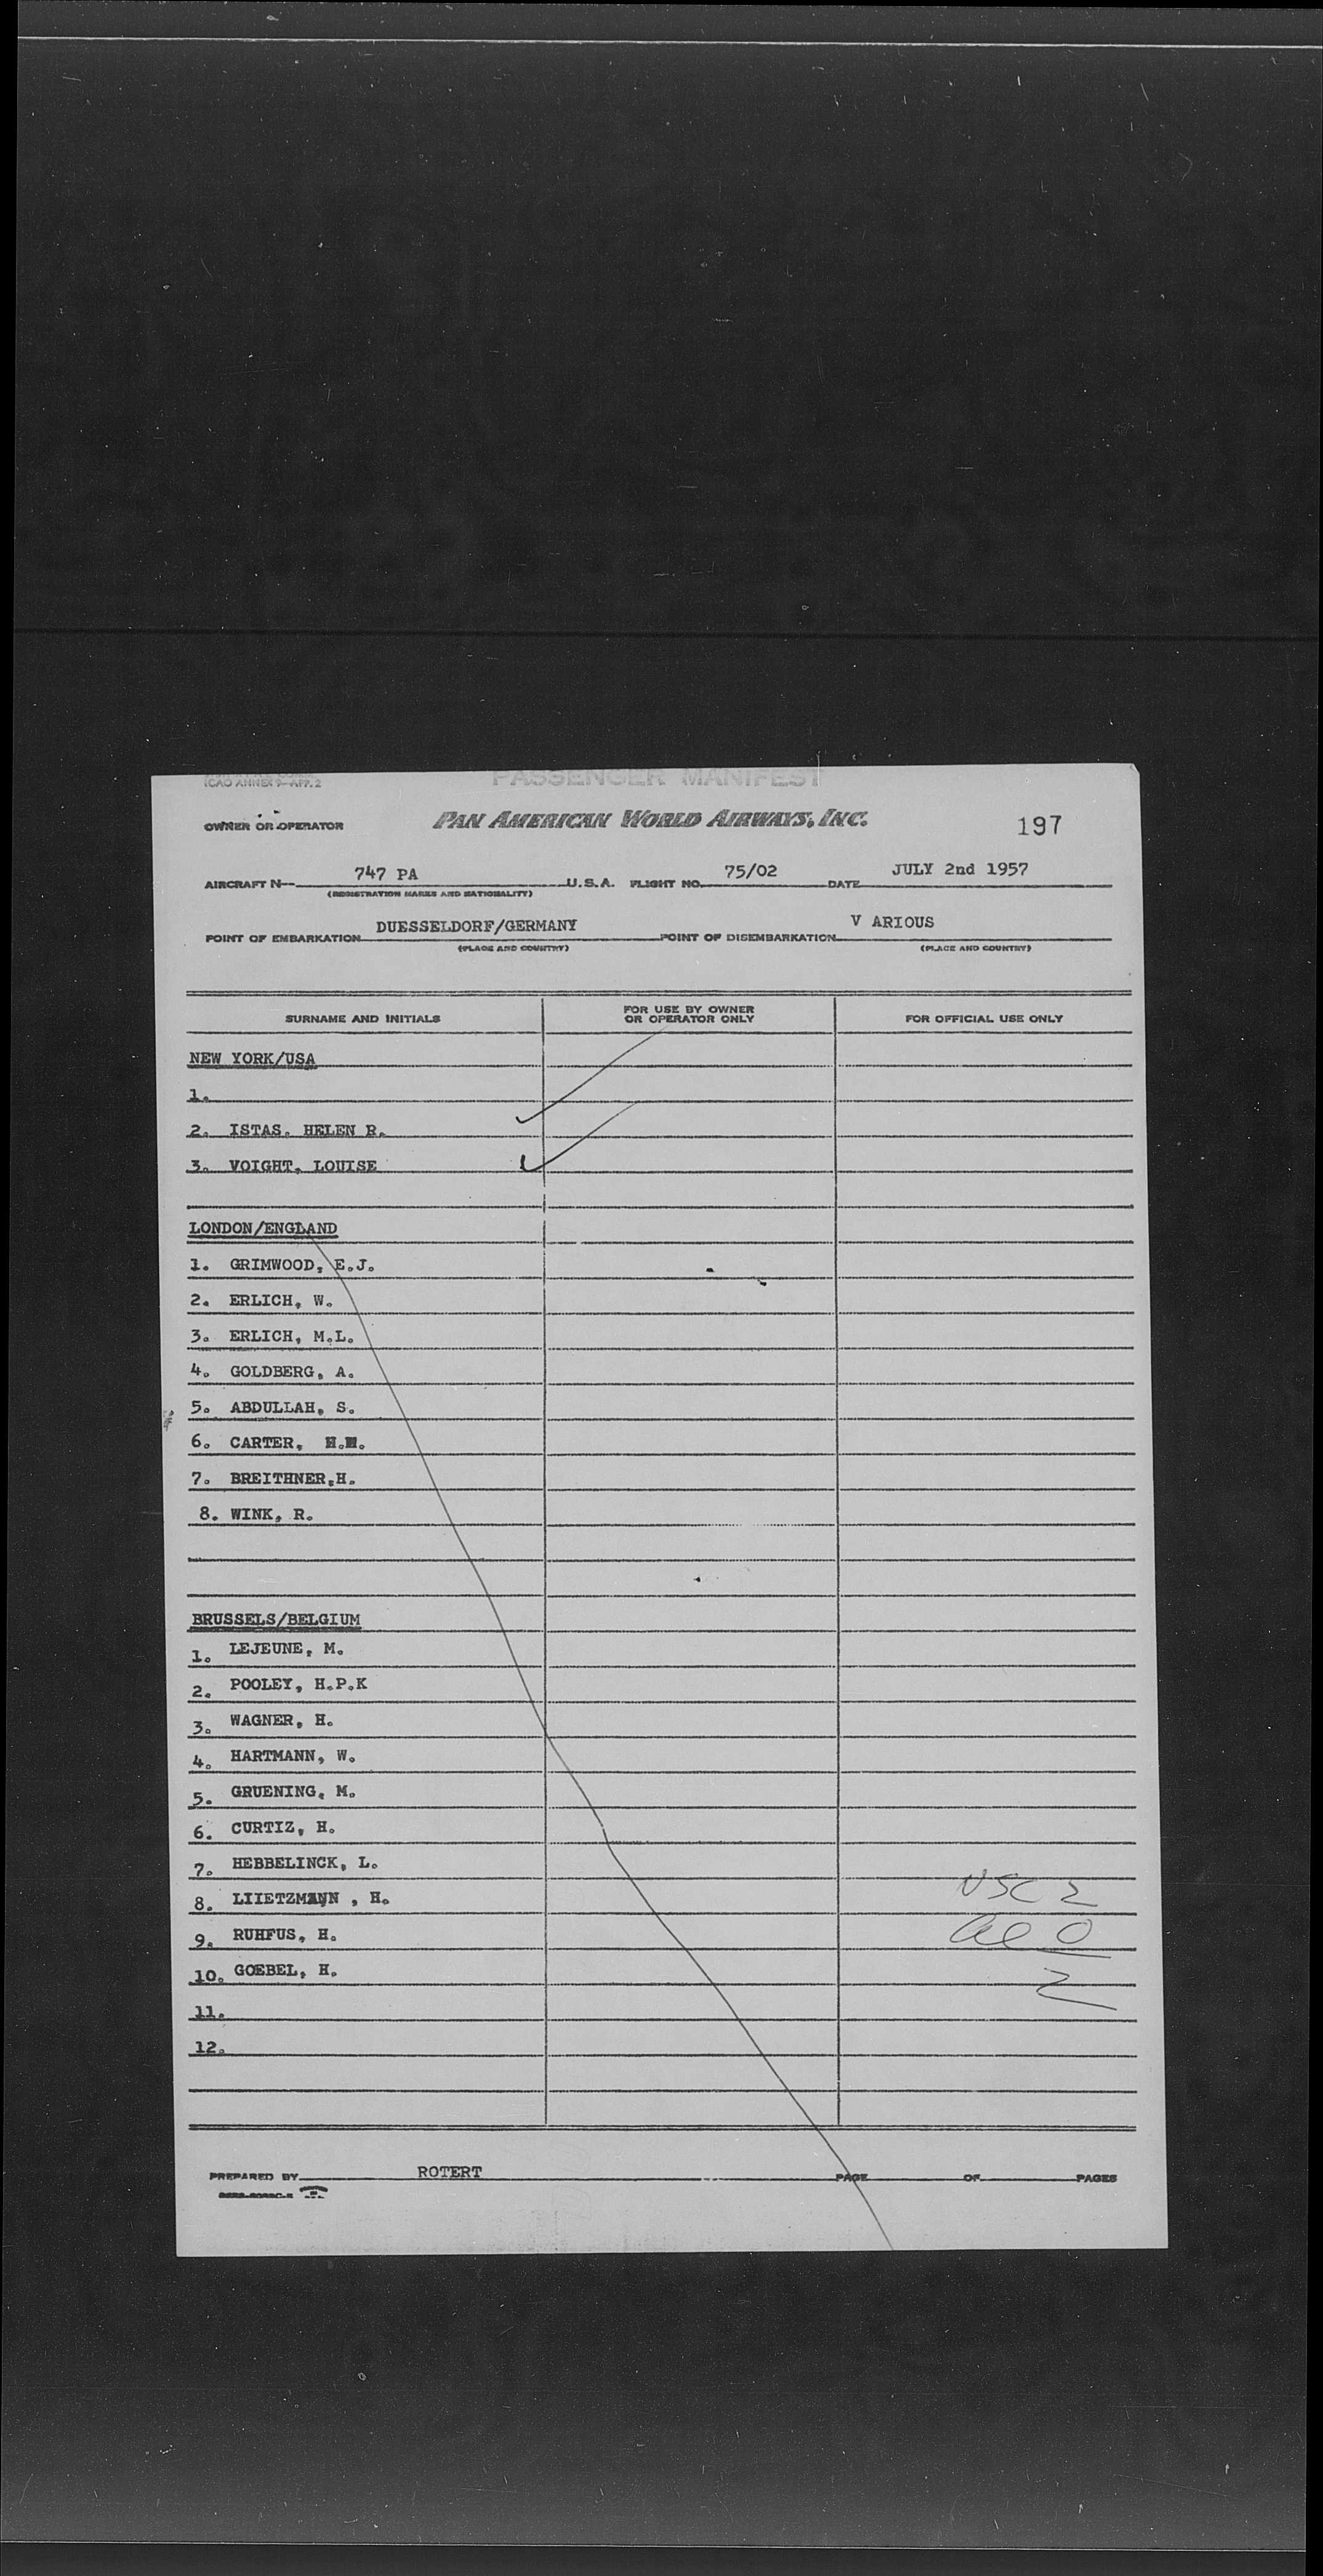 ICAO ANNEX 9—APP. 2
PASSENGER MANIFEST
OWNER OR OPERATOR PAN AMERICAN WORLD AIRWAYS, INC. 197
AIRCRAFT N— 747 PA U.S.A. FLIGHT NO. 75/02 DATE JULY 2nd 1957
(REGISTRATION MARKS AND NATIONALITY)
POINT OF EMBARKATION DUESSELDORF/GERMANY POINT OF DISEMBARKATION V ARIOUS
(PLACE AND COUNTRY) (PLACE AND COUNTRY)
SURNAME AND INITIALS FOR USE BY OWNER OR OPERATOR ONLY FOR OFFICIAL USE ONLY
NEW YORK/USA
1.
2. ISTAS. HELEN R.
3. VOIGHT, LOUISE
LONDON/ENGLAND
1. GRIMWOOD, E.J.
2. ERLICH, W.
3. ERLICH, M.L.
4. GOLDBERG, A.
5. ABDULLAH, S.
6. CARTER,
7. BREITHNER,H.
8. WINK, R.
BRUSSELS/BELGIUM
1. LEJEUNE, M.
2. POOLEY, H.P.K
3. WAGNER, H.
4. HARTMANN, W.
5. GRUENING, M.
6. CURTIZ, H.
7. HEBBELINCK, L.
8. LIIETZMANN , H. USC 2
9. RUHFUS, H. al 0
10. GOEBEL, H. 2
11.
12.
PREPARED BY ROTERT PAGE OF PAGES